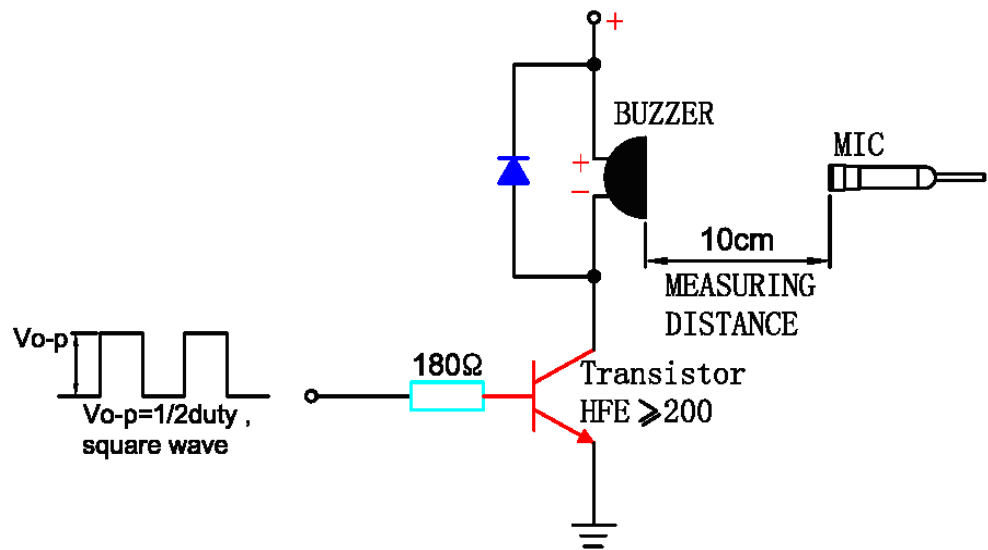 +
BUZZER
+
−
MIC
10cm
MEASURING
DISTANCE
Vo-p
180Ω
Transistor
HFE ⩾200
Vo-p=1/2duty ,
square wave